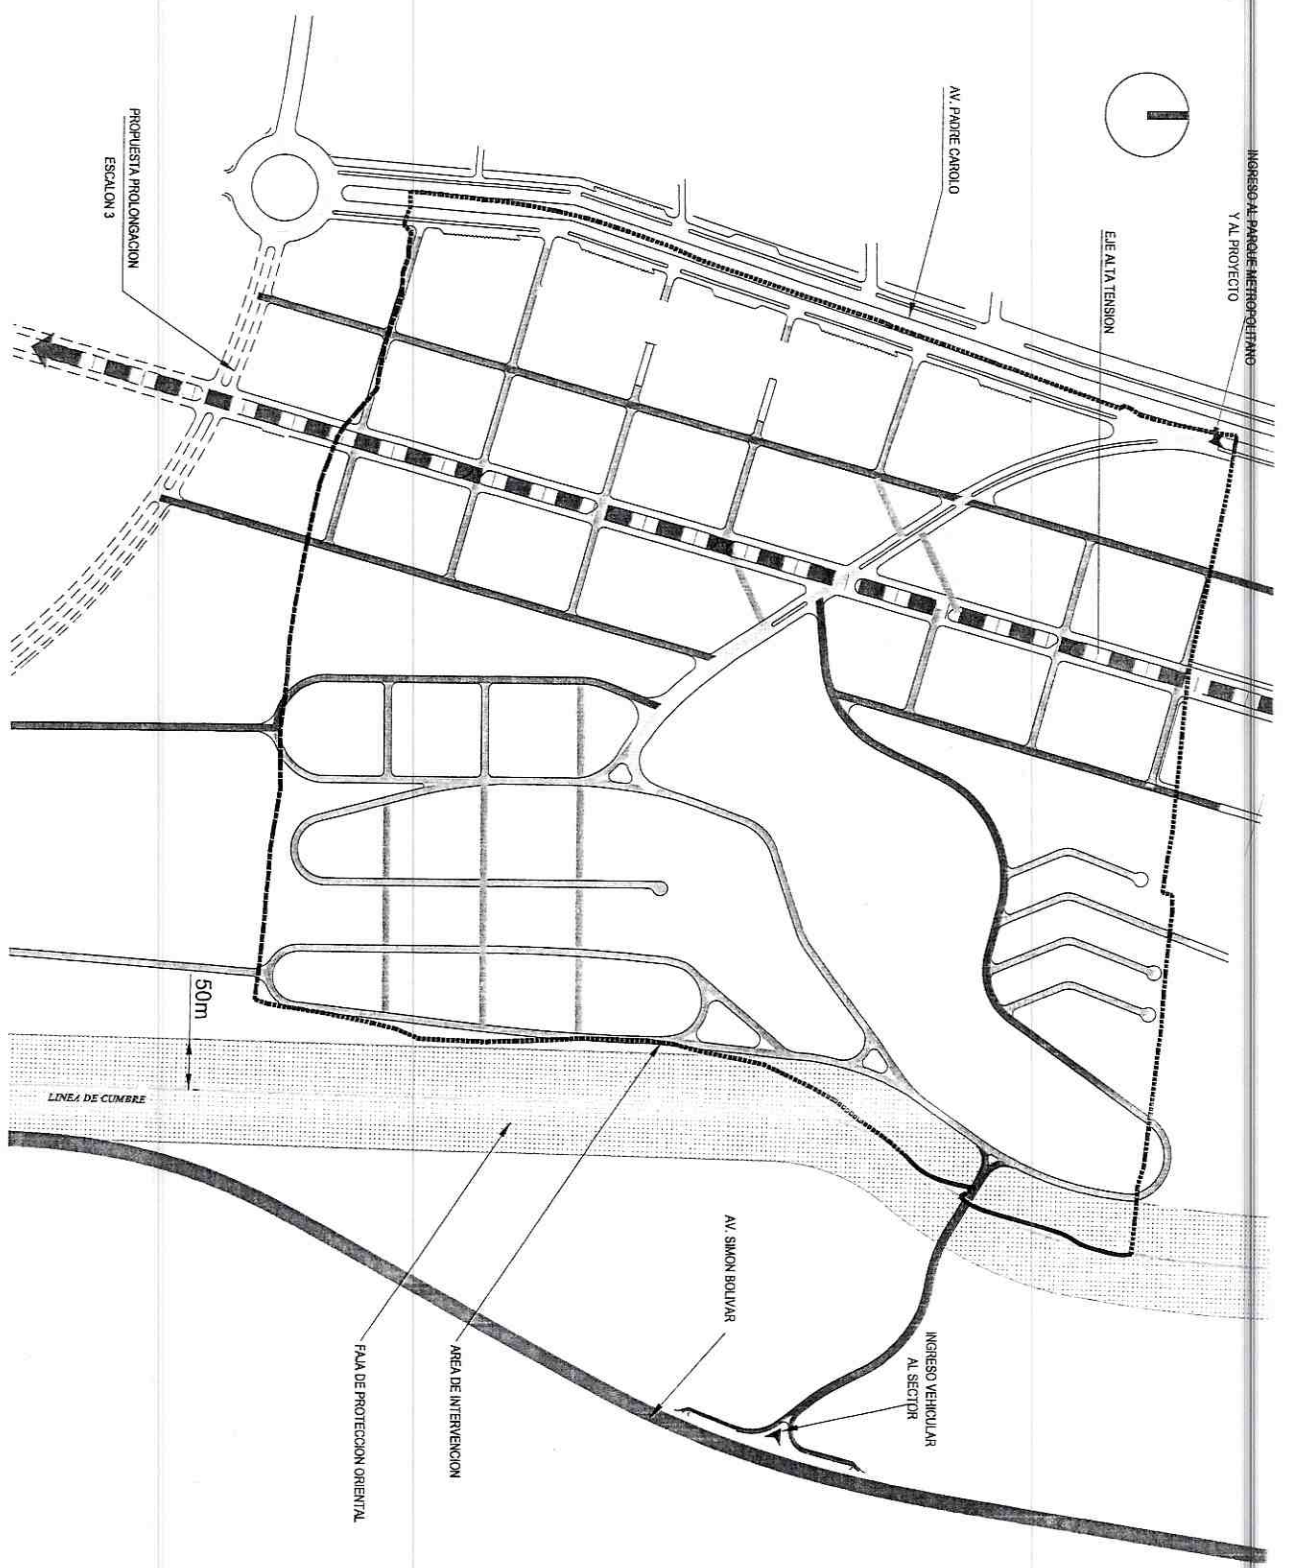 INGRESO AL PARQUE METROPOLITANO
Y AL PROYECTO
EJE ALTA TENSION
AV. PADRE CAROLO
PROPUESTA PROLONGACION
ESCALON 3
50m
LINEA DE CUMBRE
AV. SIMON BOLIVAR
INGRESO VEHICULAR
AL SECTOR
AREA DE INTERVENCION
FAJA DE PROTECCION ORIENTAL